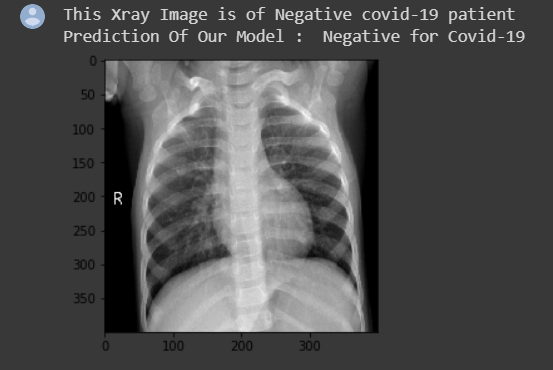 This Xray Image is of Negative covid-19 patient
Prediction Of Our Model :  Negative for Covid-19
0
50
100
150
R
200
250
300
350
0 100 200 300